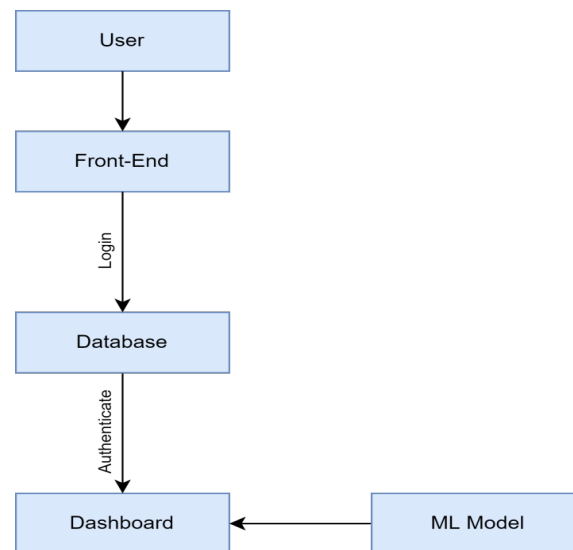 User
Front-End
Login
Database
Authenticate
Dashboard
ML Model